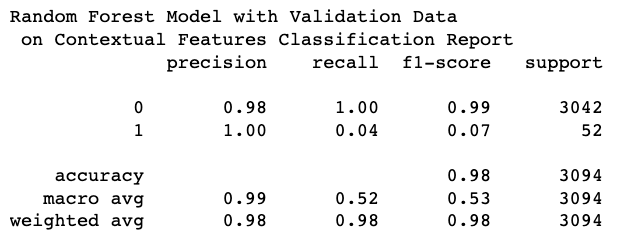 Random Forest Model with Validation Data
on Contextual Features Classification Report
precision recall f1-score support
0 0.98 1.00 0.99 3042
1 1.00 0.04 0.07 52
accuracy 0.98 3094
macro avg 0.99 0.52 0.53 3094
weighted avg 0.98 0.98 0.98 3094